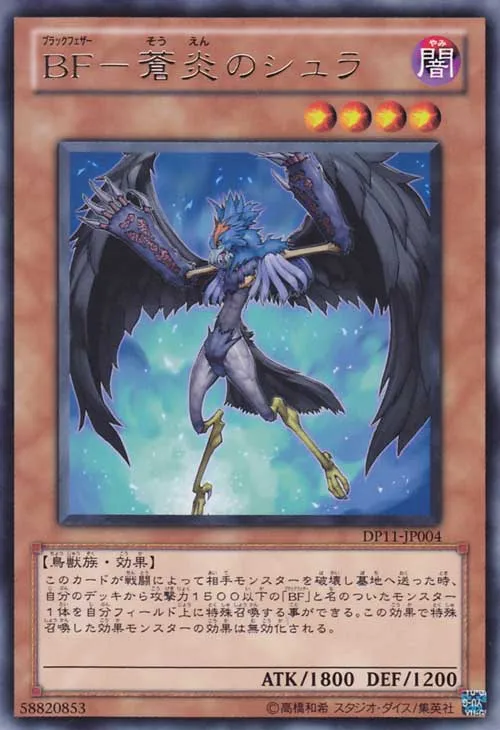 ブラックフェザー そうえん
BF－蒼炎のシュラ
やみ
闇
DP11-JP004
【鳥獣族・効果】
このカードが戦闘によって相手モンスターを破壊し墓地へ送った時、
自分のデッキから攻撃力1500以下の「BF」と名のついたモンスター
1体を自分フィールド上に特殊召喚する事ができる。この効果で特殊
召喚した効果モンスターの効果は無効化される。
ATK/1800 DEF/1200
58820853
©高橋和希 スタジオ・ダイス/集英社